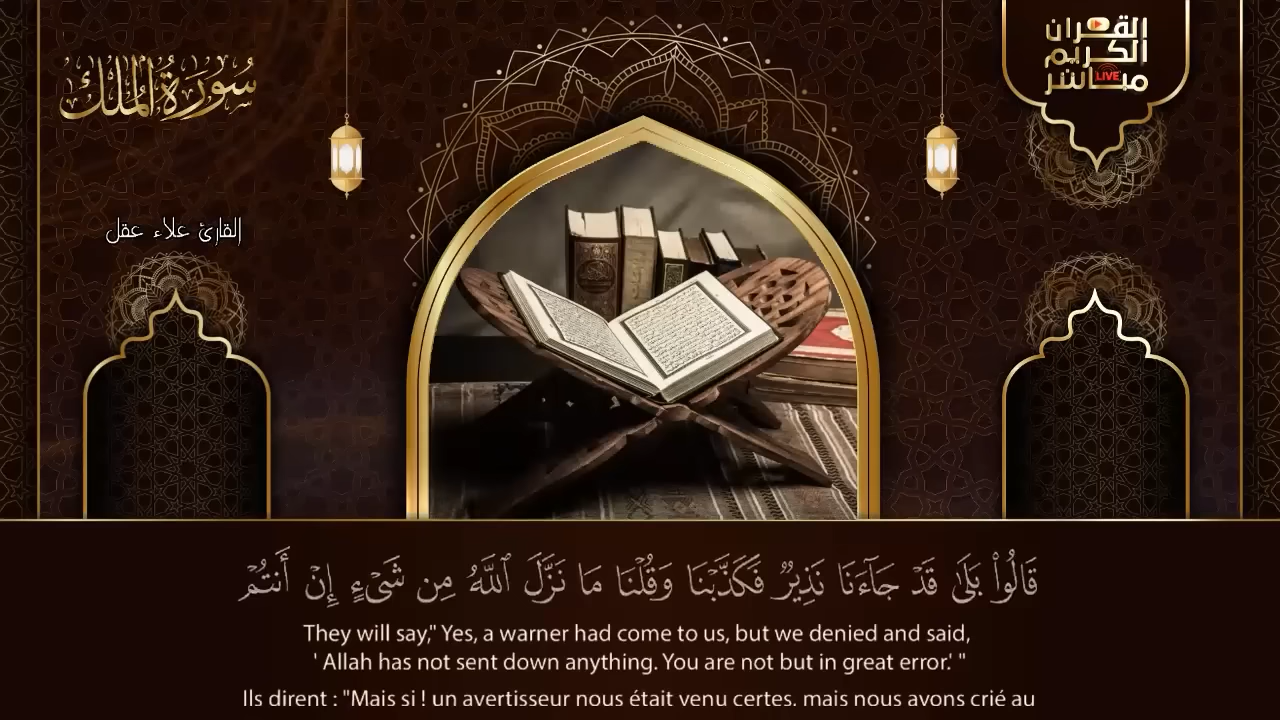 سُورَةُ الْمُلْك
القرآن
الكريم
مباشر
LIVE
القارئ علاء عقل
قَالُوا۟ بَلَىٰ قَدْ جَآءَنَا نَذِيرٌ فَكَذَّبْنَا وَقُلْنَا مَا نَزَّلَ ٱللَّهُ مِن شَىْءٍ إِنْ أَنتُمْ
They will say," Yes, a warner had come to us, but we denied and said,
' Allah has not sent down anything. You are not but in great error.' "
Ils dirent : "Mais si ! un avertisseur nous était venu certes. mais nous avons crié au